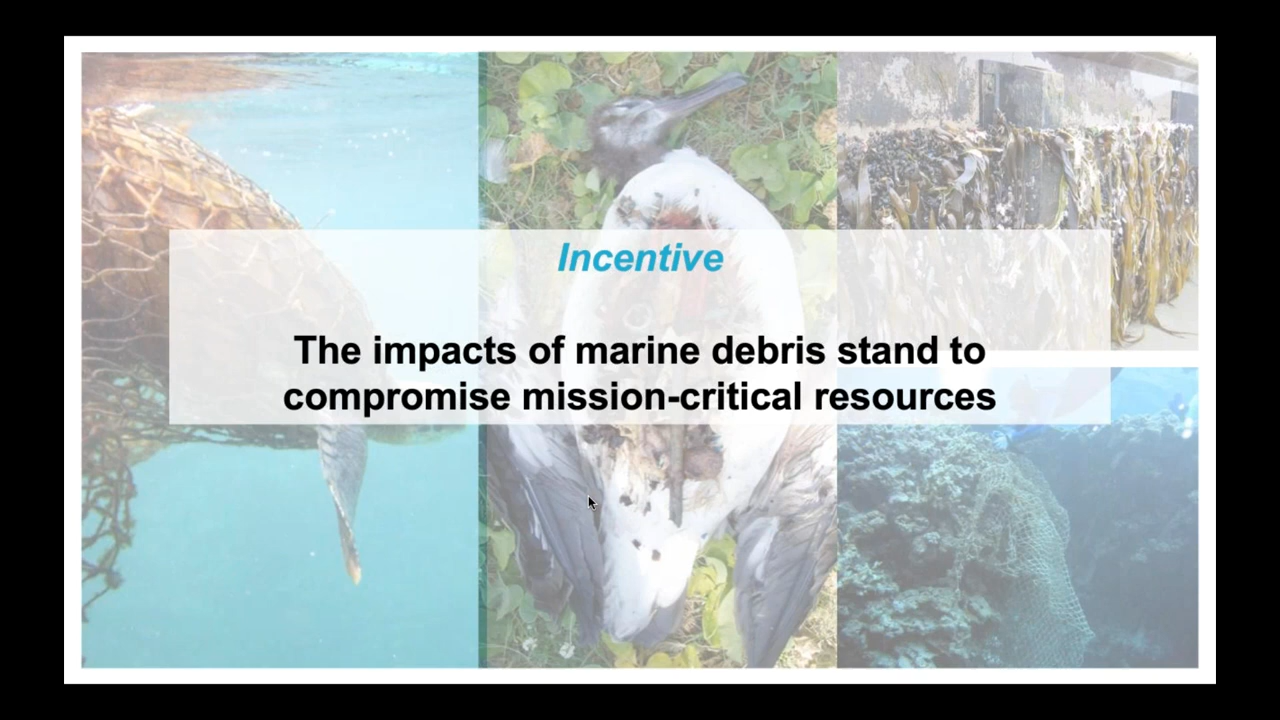 Incentive
The impacts of marine debris stand to
compromise mission-critical resources